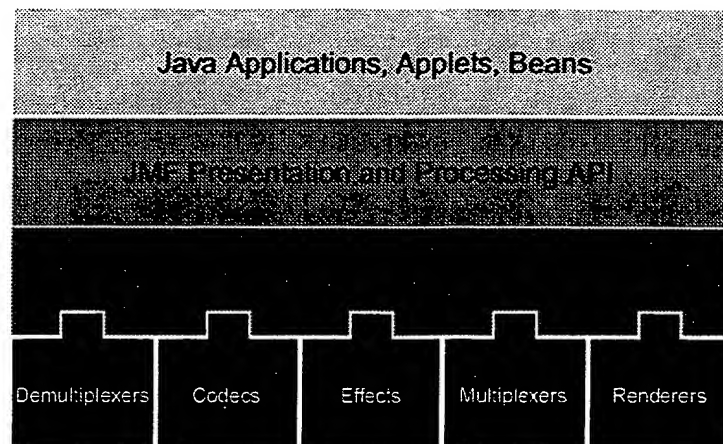 Java Applications, Applets, Beans
JMF Presentation and Processing API
Demultiplexers
Codecs
Effects
Multiplexers
Renderers